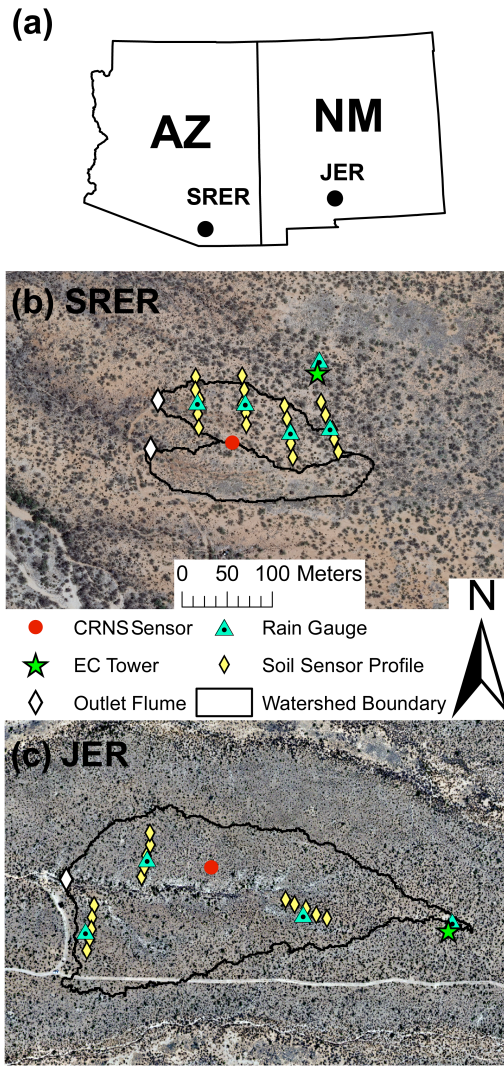 (a)
AZ
NM
SRER
JER
(b) SRER
0 50 100 Meters
N
CRNS Sensor
Rain Gauge
EC Tower
Soil Sensor Profile
Outlet Flume
Watershed Boundary
(c) JER